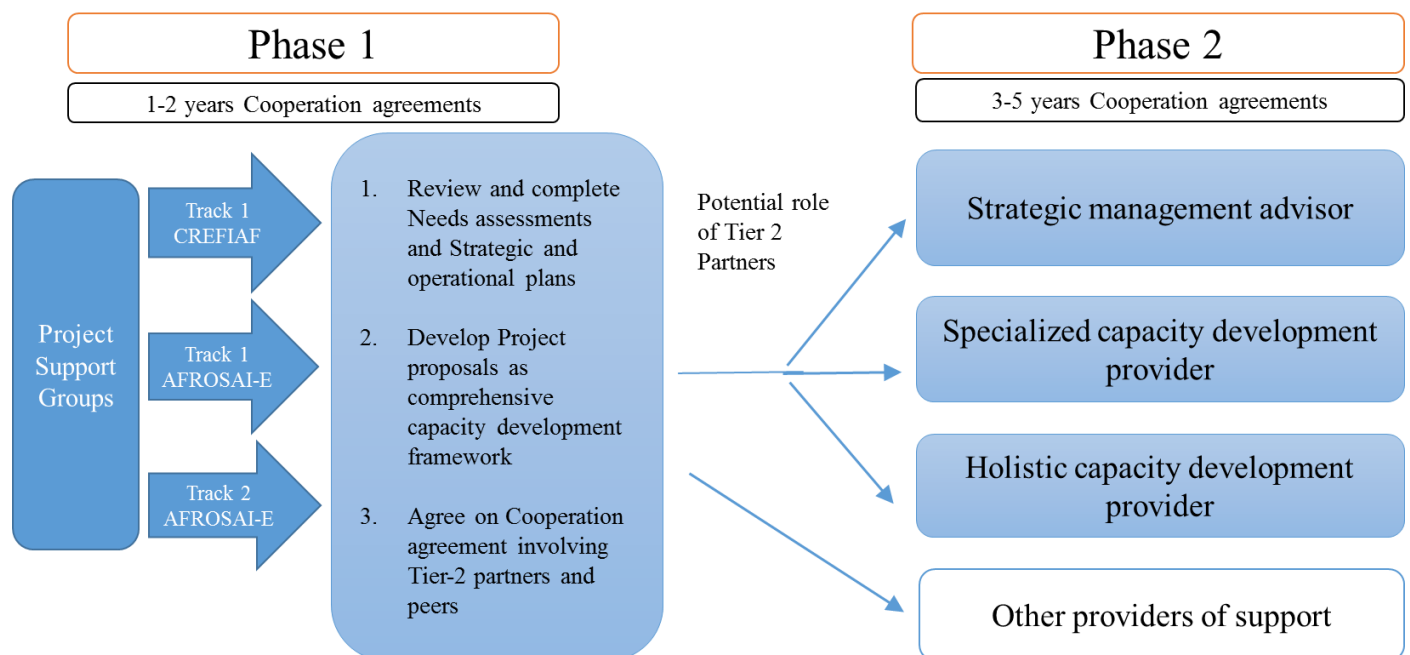 Phase 1
1-2 years Cooperation agreements
Project
Support
Groups
Track 1
CREFIAF
Track 1
AFROSAI-E
Track 2
AFROSAI-E
1. Review and complete
Needs assessments
and Strategic and
operational plans
2. Develop Project
proposals as
comprehensive
capacity development
framework
3. Agree on Cooperation
agreement involving
Tier-2 partners and
peers
Potential role
of Tier 2
Partners
Phase 2
3-5 years Cooperation agreements
Strategic management advisor
Specialized capacity development
provider
Holistic capacity development
provider
Other providers of support